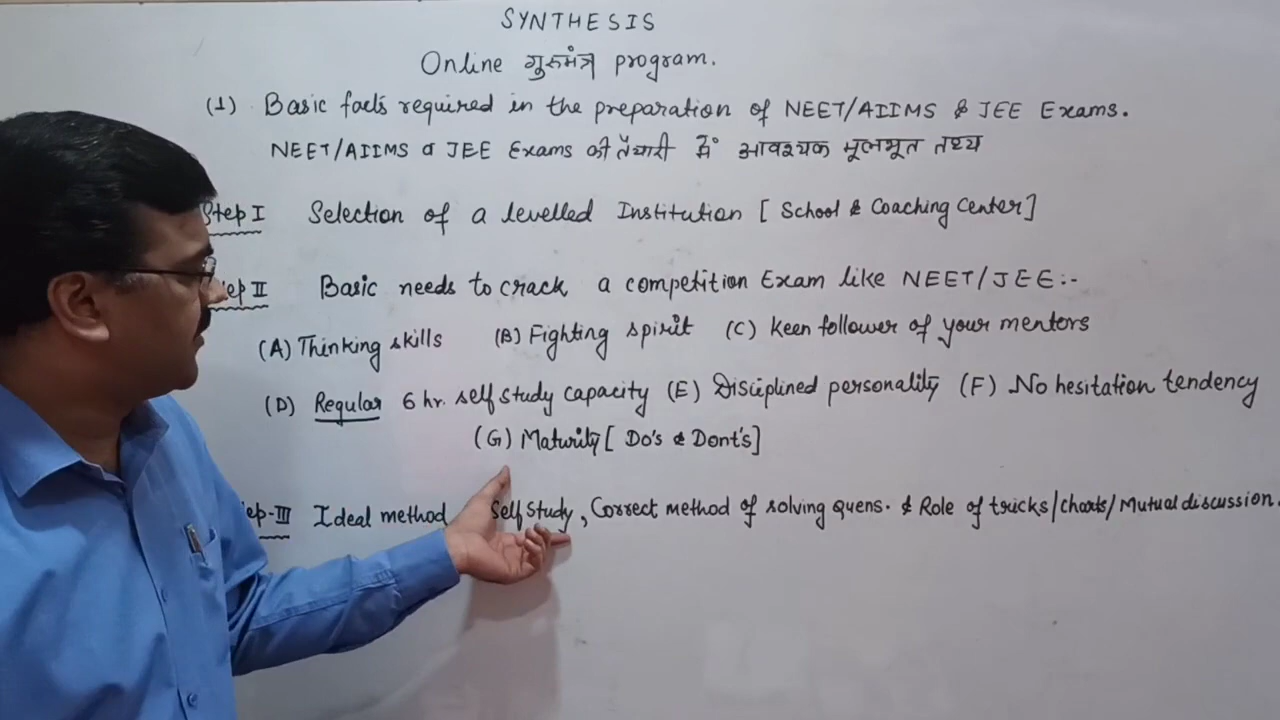 SYNTHESIS
Online गुरुमंत्र program.
(1) Basic facts required in the preparation of NEET/AIIMS & JEE Exams.
NEET/AIIMS व JEE Exams की तैयारी में आवश्यक मूलभूत तथ्य
Step I Selection of a levelled Institution [School & Coaching Center]
ep II Basic needs to crack a competition Exam like NEET/JEE:-
(A) Thinking skills (B) Fighting spirit (C) Keen follower of your mentors
(D) Regular 6 hr. self study capacity (E) Disciplined personality (F) No hesitation tendency
(G) Maturity [Do's & Dont's]
ep-III Ideal method Self Study, Correct method of solving quens. & Role of tricks/charts/Mutual discussion.